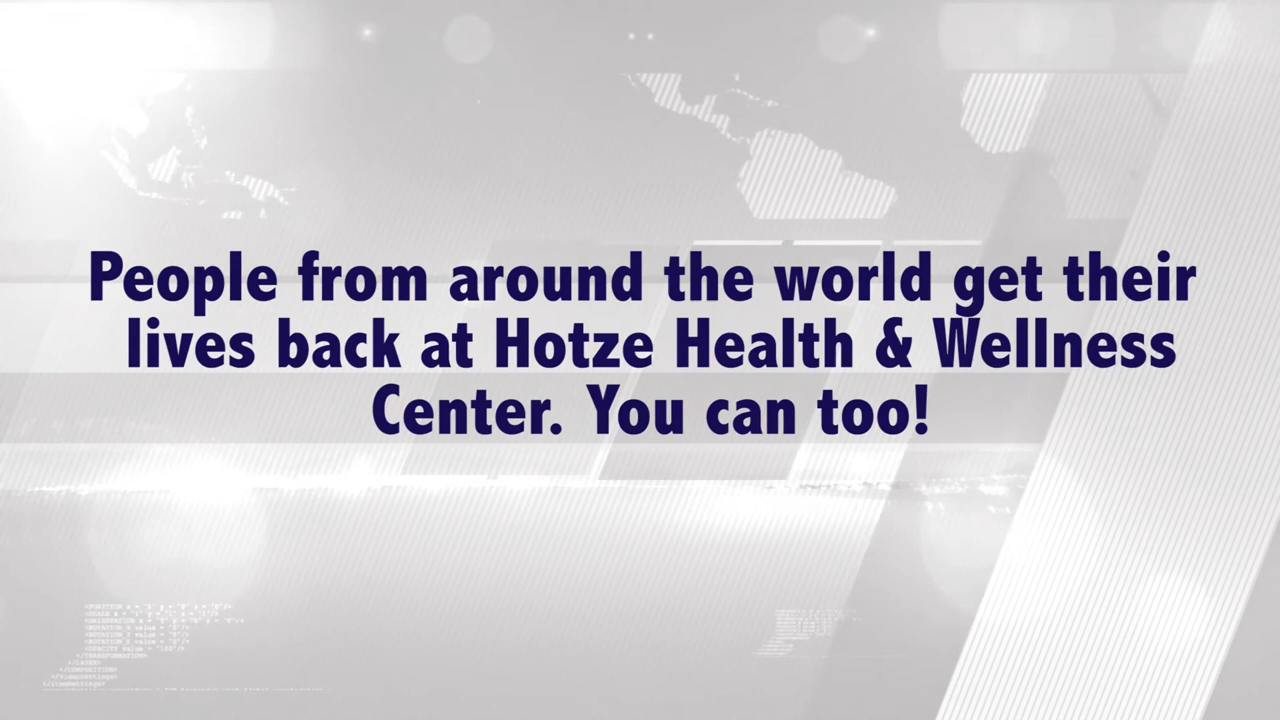 People from around the world get their
lives back at Hotze Health & Wellness
Center. You can too!